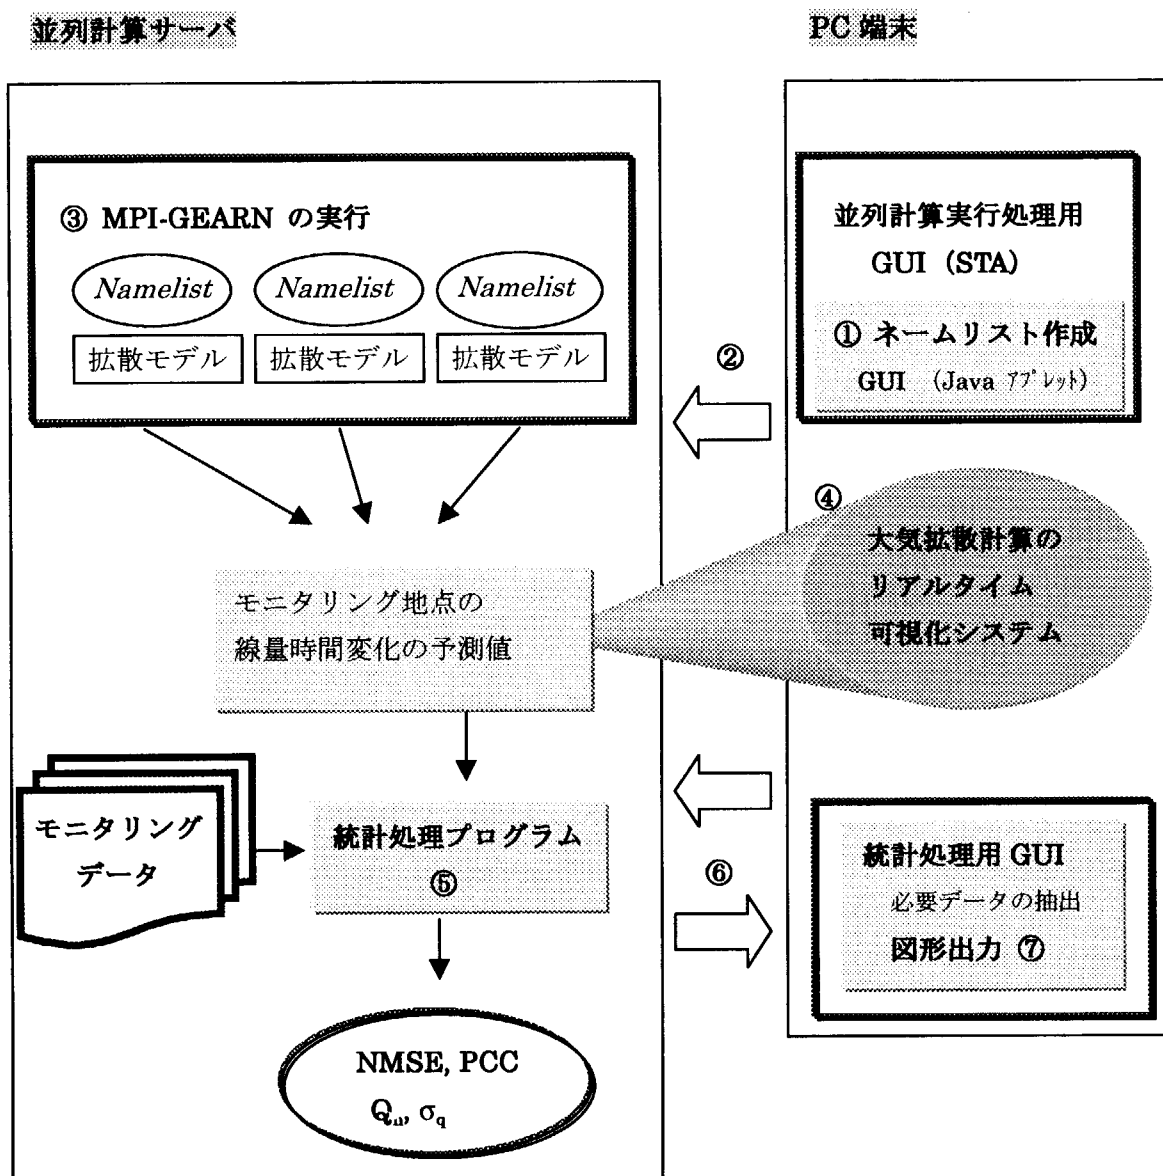 並列計算サーバ
PC 端末
③ MPI-GEARN の実行
Namelist
Namelist
Namelist
拡散モデル
拡散モデル
拡散モデル
並列計算実行処理用
GUI (STA)
① ネームリスト作成
GUI (Java ｱﾌﾟﾚｯﾄ)
②
④
大気拡散計算の
リアルタイム
可視化システム
モニタリング地点の
線量時間変化の予測値
モニタリング
データ
統計処理プログラム
⑤
⑥
統計処理用 GUI
必要データの抽出
図形出力 ⑦
NMSE, PCC
Qₙ, σq